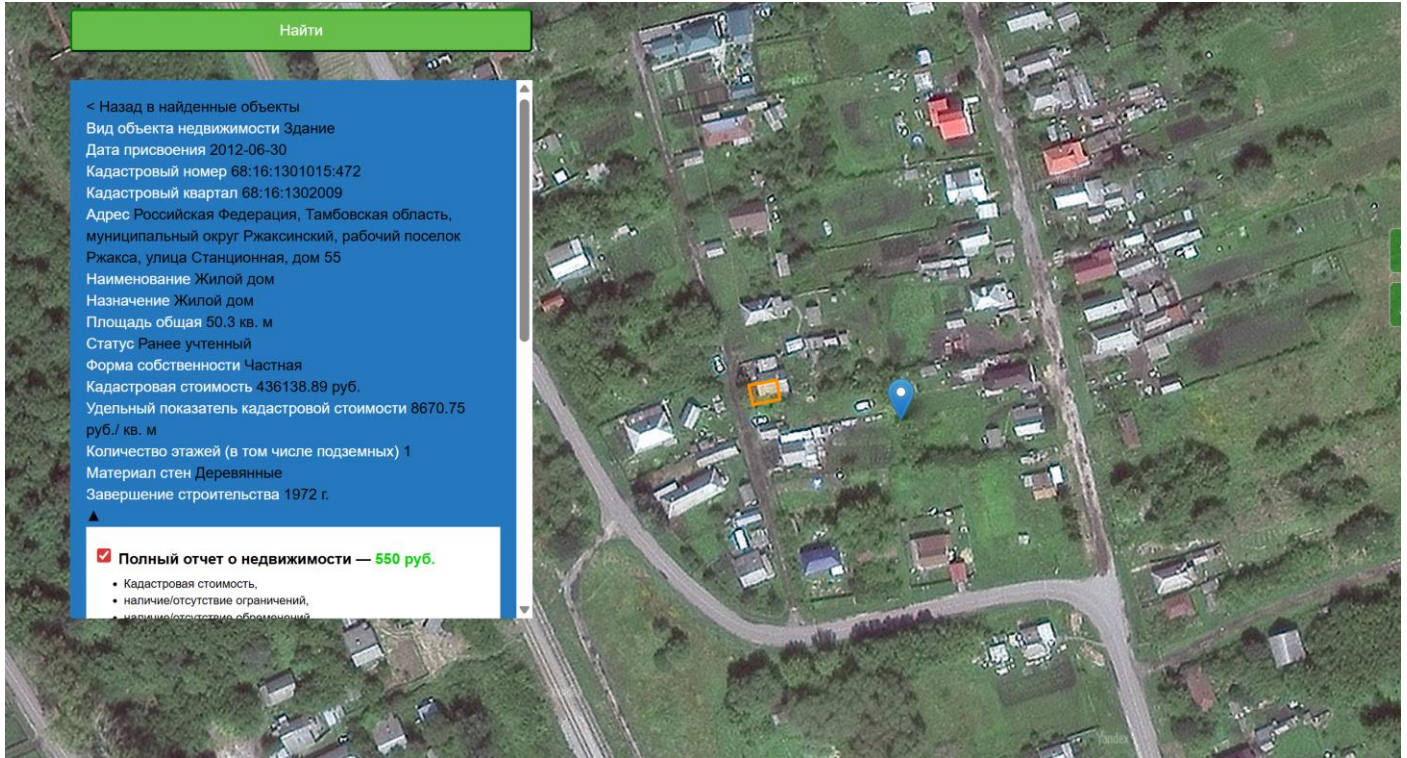 Найти
< Назад в найденные объекты
Вид объекта недвижимости Здание
Дата присвоения 2012-06-30
Кадастровый номер 68:16:1301015:472
Кадастровый квартал 68:16:1302009
Адрес Российская Федерация, Тамбовская область,
муниципальный округ Ржаксинский, рабочий поселок
Ржакса, улица Станционная, дом 55
Наименование Жилой дом
Назначение Жилой дом
Площадь общая 50.3 кв. м
Статус Ранее учтенный
Форма собственности Частная
Кадастровая стоимость 436138.89 руб.
Удельный показатель кадастровой стоимости 8670.75
руб./ кв. м
Количество этажей (в том числе подземных) 1
Материал стен Деревянные
Завершение строительства 1972 г.
▲
Полный отчет о недвижимости — 550 руб.
• Кадастровая стоимость,
• наличие/отсутствие ограничений,
• наличие/отсутствие обременений
Yandex